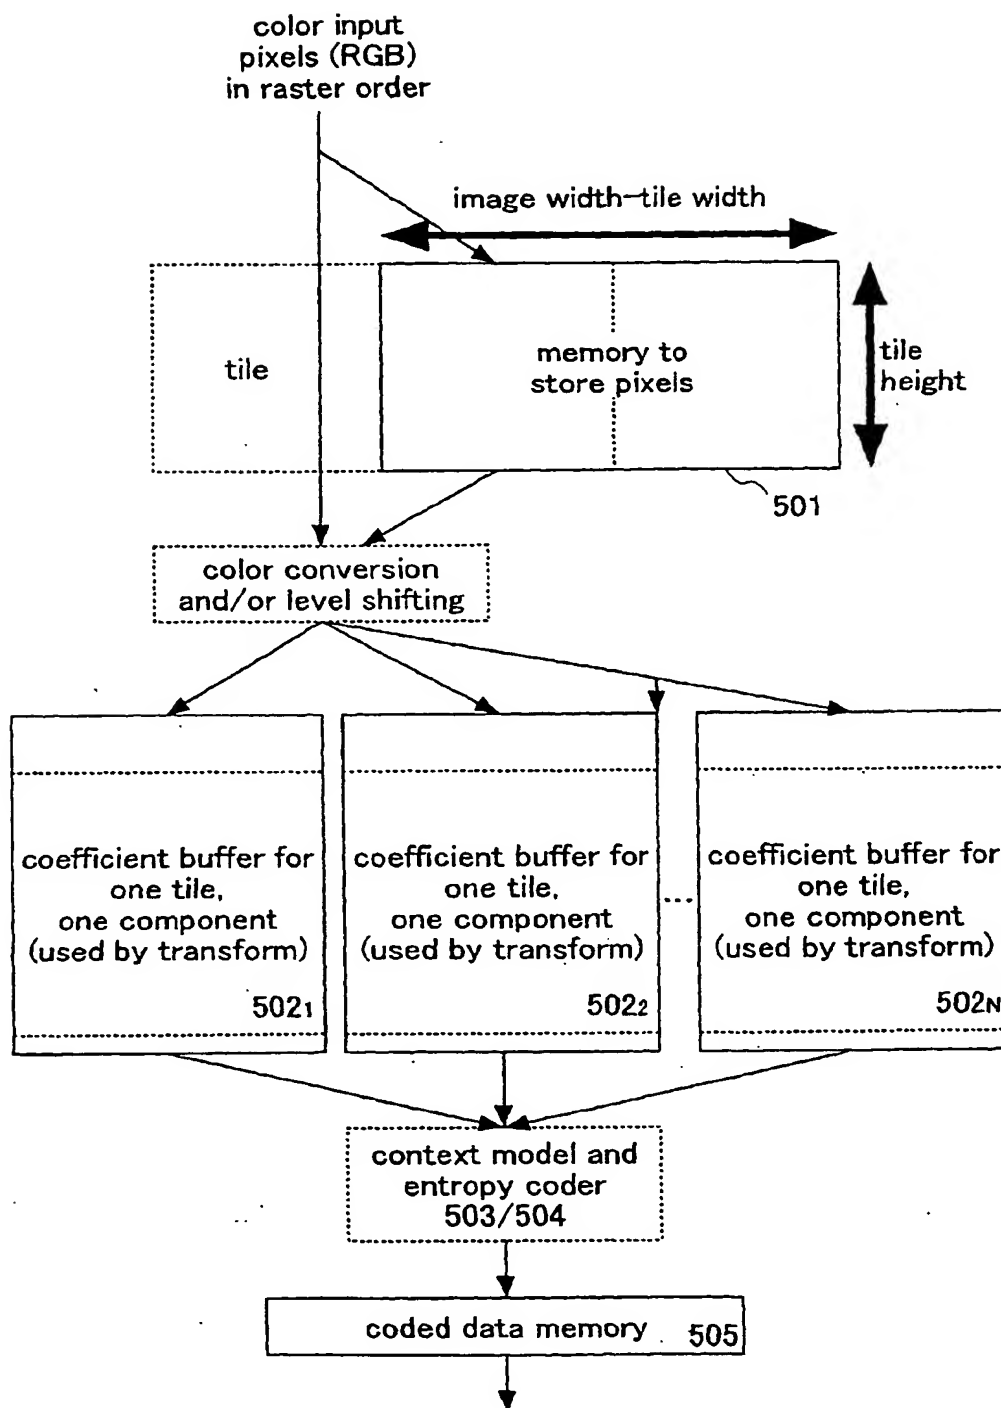 color input
pixels (RGB)
in raster order
image width-tile width
tile
memory to
store pixels
tile
height
501
color conversion
and/or level shifting
coefficient buffer for
one tile,
one component
(used by transform)
502₁
coefficient buffer for
one tile,
one component
(used by transform)
502₂
...
coefficient buffer for
one tile,
one component
(used by transform)
502N
context model and
entropy coder
503/504
coded data memory
505